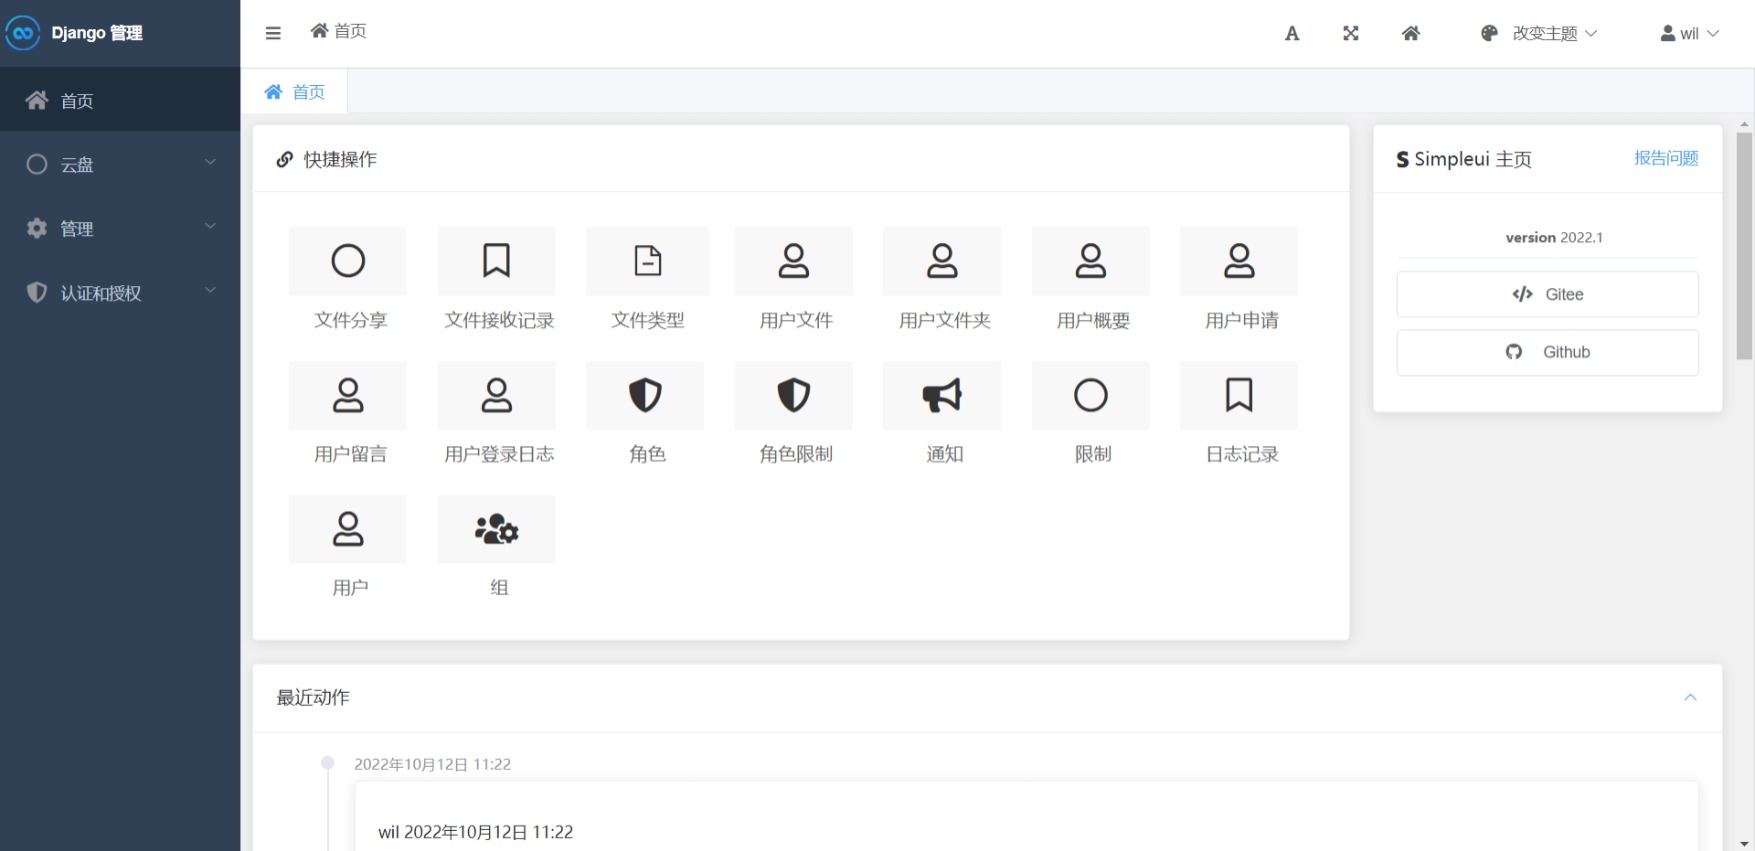 Django 管理
首页
改变主题
wil
首页
云盘
管理
认证和授权
首页
快捷操作
文件分享
文件接收记录
文件类型
用户文件
用户文件夹
用户概要
用户申请
用户留言
用户登录日志
角色
角色限制
通知
限制
日志记录
用户
组
Simpleui 主页
报告问题
version 2022.1
Gitee
Github
最近动作
2022年10月12日 11:22
wil 2022年10月12日 11:22